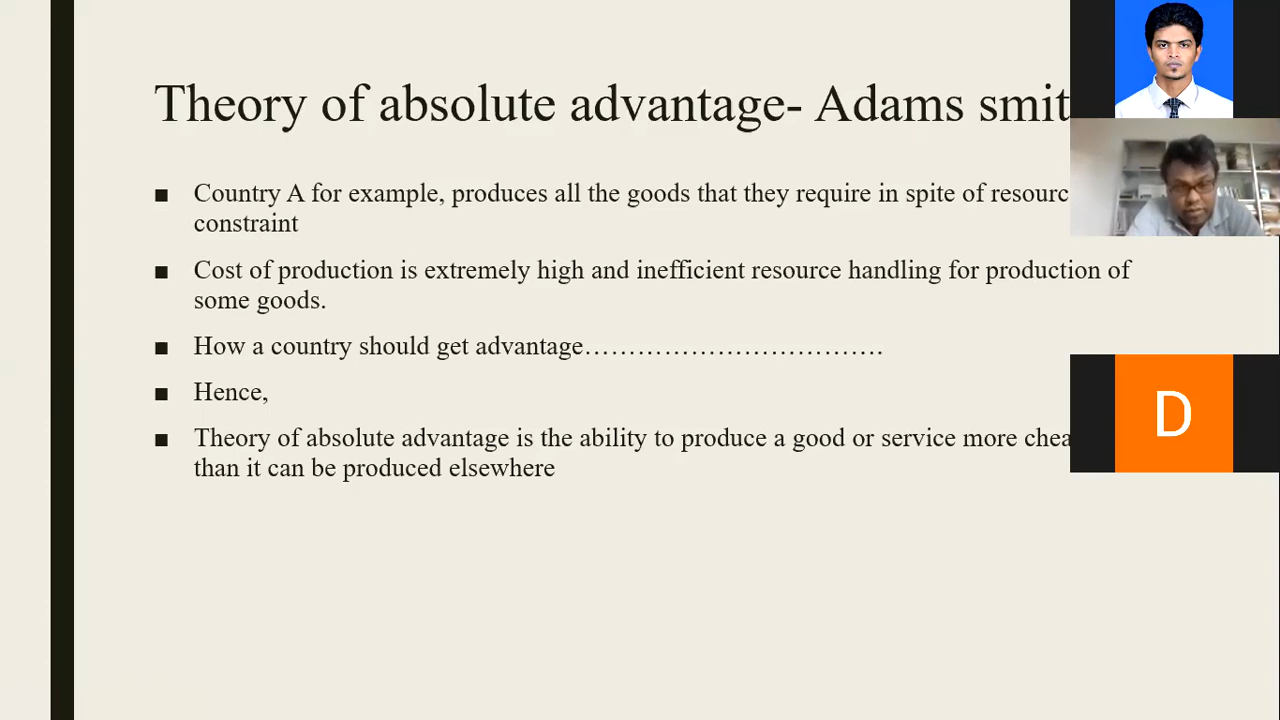 Theory of absolute advantage- Adams smit
■ Country A for example, produces all the goods that they require in spite of resourc
constraint
■ Cost of production is extremely high and inefficient resource handling for production of
some goods.
■ How a country should get advantage……………………………….
■ Hence,
■ Theory of absolute advantage is the ability to produce a good or service more chea
than it can be produced elsewhere
D